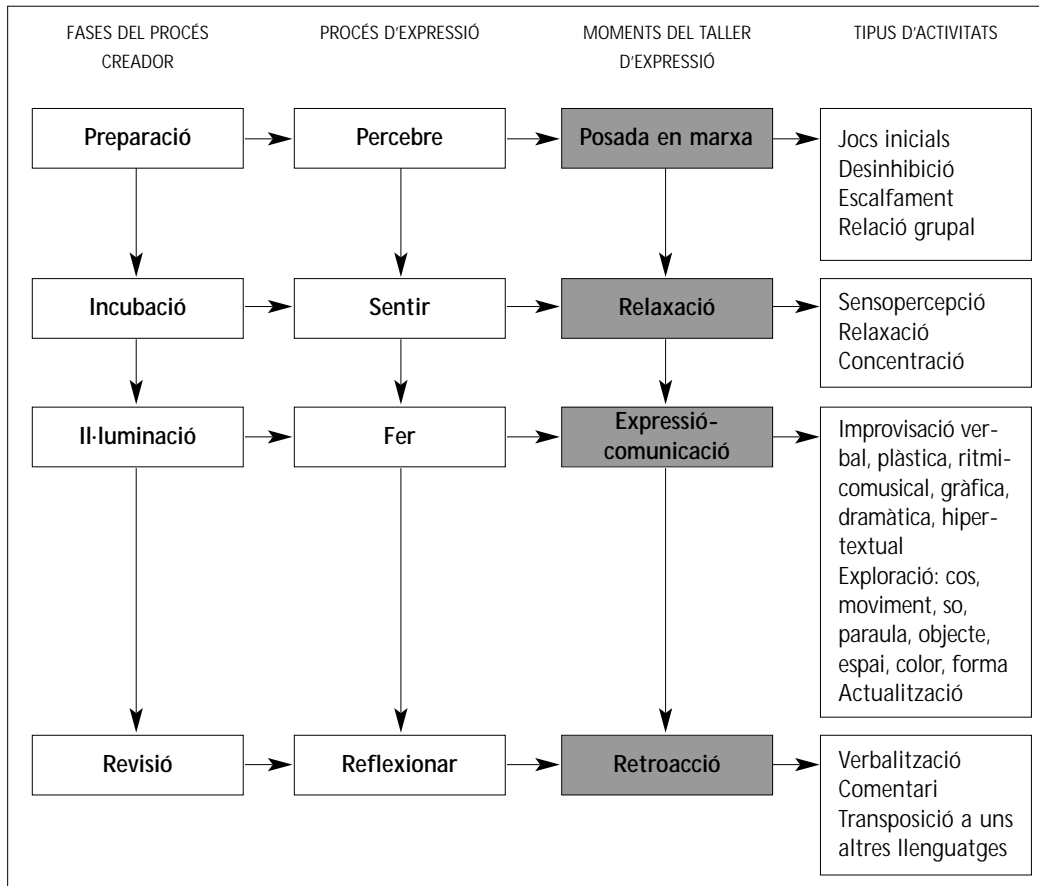 FASES DEL PROCÉS
CREADOR
PROCÉS D'EXPRESSIÓ
MOMENTS DEL TALLER
D'EXPRESSIÓ
TIPUS D'ACTIVITATS
Preparació
Percebre
Posada en marxa
Jocs inicials
Desinhibició
Escalfament
Relació grupal
Incubació
Sentir
Relaxació
Sensopercepció
Relaxació
Concentració
Il·luminació
Fer
Expressió-
comunicació
Improvisació ver-
bal, plàstica, ritmi-
comusical, gràfica,
dramàtica, hiper-
textual
Exploració: cos,
moviment, so,
paraula, objecte,
espai, color, forma
Actualització
Revisió
Reflexionar
Retroacció
Verbalització
Comentari
Transposició a uns
altres llenguatges